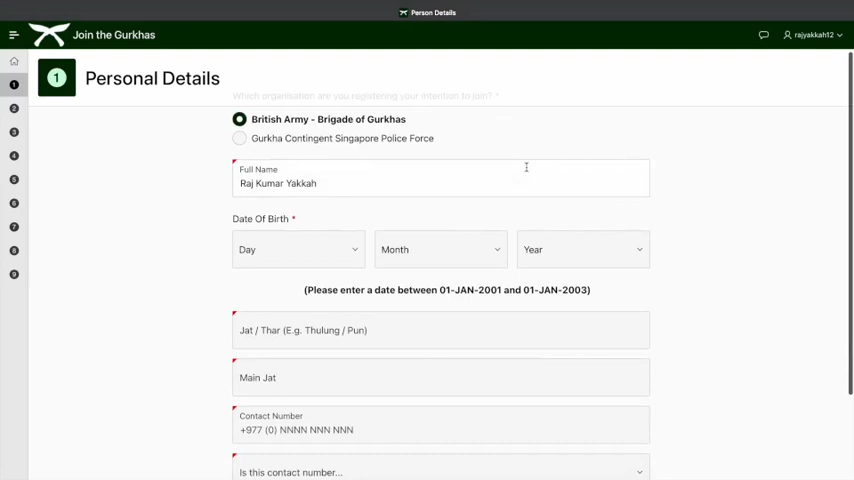 Person Details
Join the Gurkhas
rajyakkah12
1
Personal Details
Which organisation are you registering your intention to join? *
1
2
3
4
5
6
7
8
9
British Army - Brigade of Gurkhas
Gurkha Contingent Singapore Police Force
Full Name
Raj Kumar Yakkah
Date Of Birth *
Day
Month
Year
(Please enter a date between 01-JAN-2001 and 01-JAN-2003)
Jat / Thar (E.g. Thulung / Pun)
Main Jat
Contact Number
+977 (0) NNNN NNN NNN
Is this contact number...